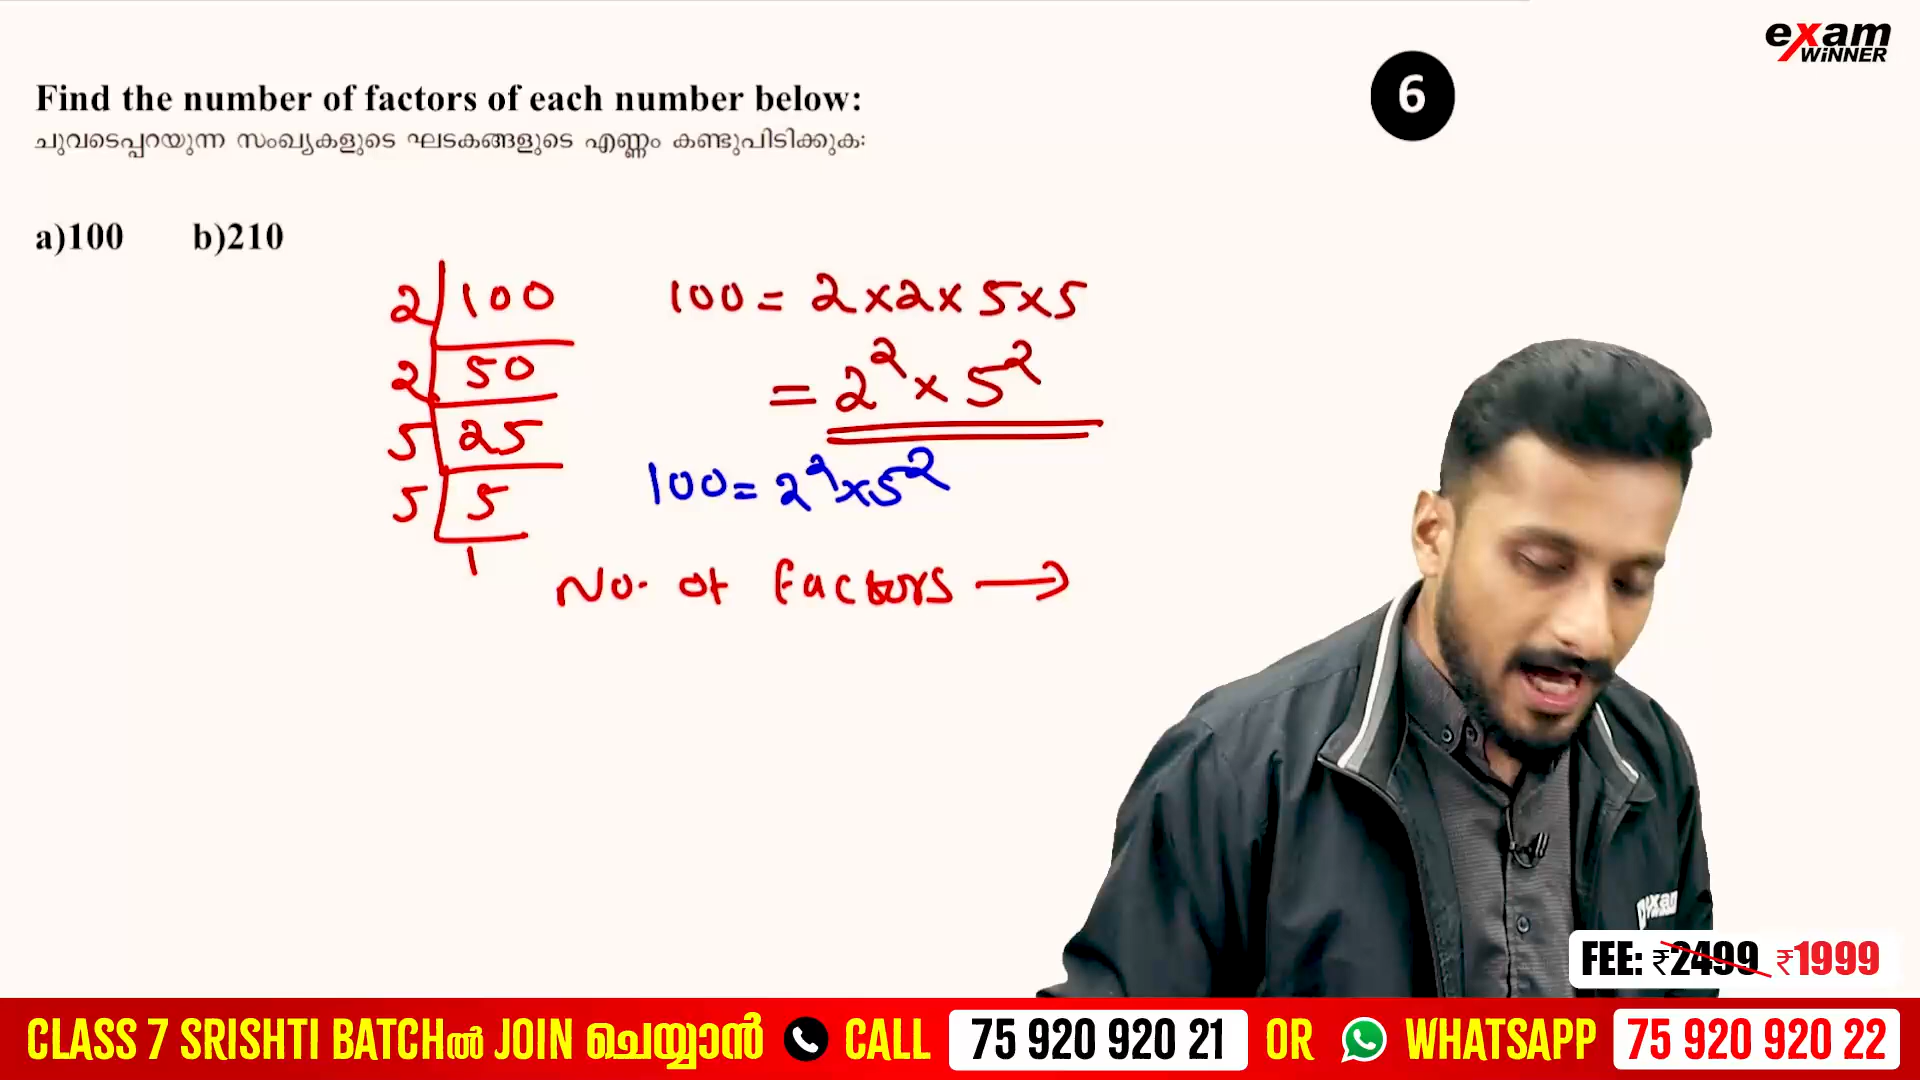 exam
WiNNER
6
Find the number of factors of each number below:
ചുവടെപ്പറയുന്ന സംഖ്യകളുടെ ഘടകങ്ങളുടെ എണ്ണം കണ്ടുപിടിക്കുക:
a)100 b)210
2 100
2 50
5 25
5 5
1
100 = 2 × 2 × 5 × 5
= 2² × 5²
100 = 2² × 5²
No. of factors →
exam
WiNNER
FEE: ₹2499 ₹1999
CLASS 7 SRISHTI BATCHൽ JOIN ചെയ്യാൻ CALL 75 920 920 21 OR WHATSAPP 75 920 920 22